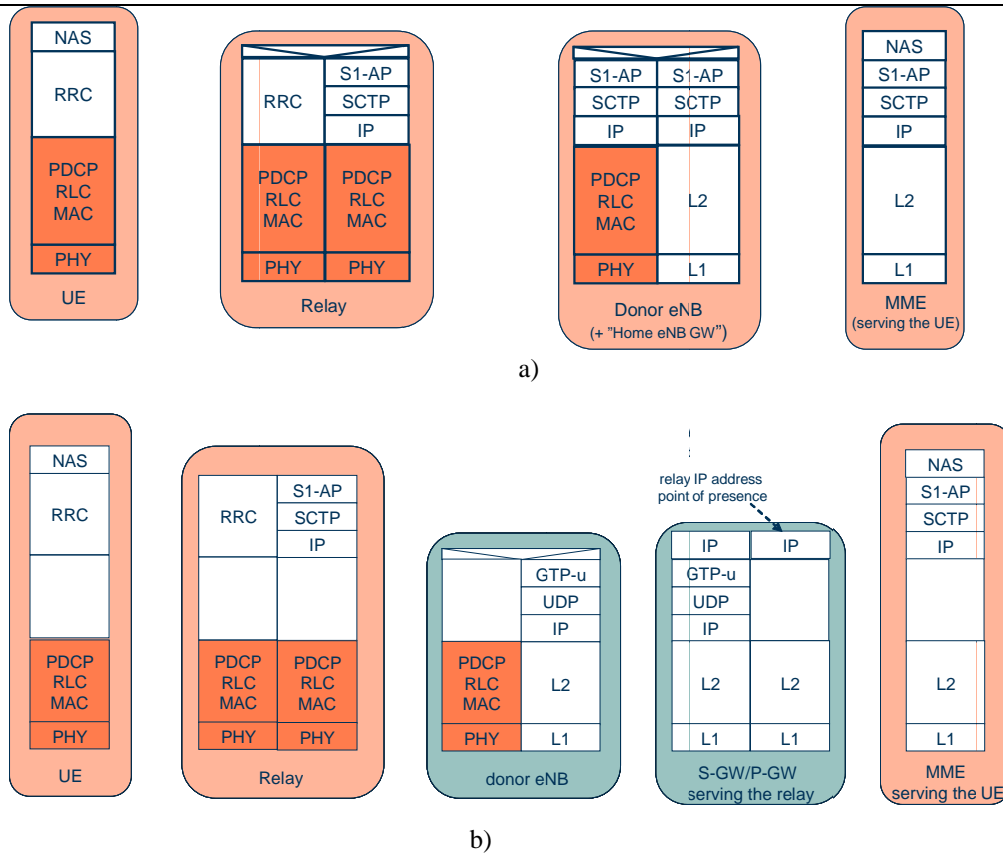 NAS
RRC
PDCP
RLC
MAC
PHY
UE
RRC
S1-AP
SCTP
IP
PDCP
RLC
MAC
PDCP
RLC
MAC
PHY
PHY
Relay
S1-AP
S1-AP
SCTP
SCTP
IP
IP
PDCP
RLC
MAC
L2
PHY
L1
Donor eNB
(+ "Home eNB GW")
NAS
S1-AP
SCTP
IP
L2
L1
MME
(serving the UE)
a)
NAS
RRC
PDCP
RLC
MAC
PHY
UE
RRC
S1-AP
SCTP
IP
PDCP
RLC
MAC
PDCP
RLC
MAC
PHY
PHY
Relay
GTP-u
UDP
IP
PDCP
RLC
MAC
L2
PHY
L1
donor eNB
relay IP address
point of presence
IP
IP
GTP-u
UDP
IP
L2
L2
L1
L1
S-GW/P-GW
serving the relay
NAS
S1-AP
SCTP
IP
L2
L1
MME
serving the UE
b)